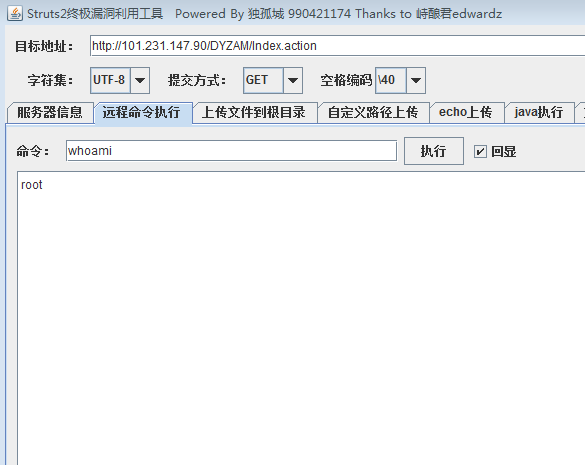 Struts2终极漏洞利用工具 Powered By 独孤城 990421174 Thanks to 峙酿君edwardz
目标地址： http://101.231.147.90/DYZAM/Index.action
字符集： UTF-8 提交方式： GET 空格编码 \40
服务器信息 远程命令执行 上传文件到根目录 自定义路径上传 echo上传 java执行
命令： whoami 执行 回显
root